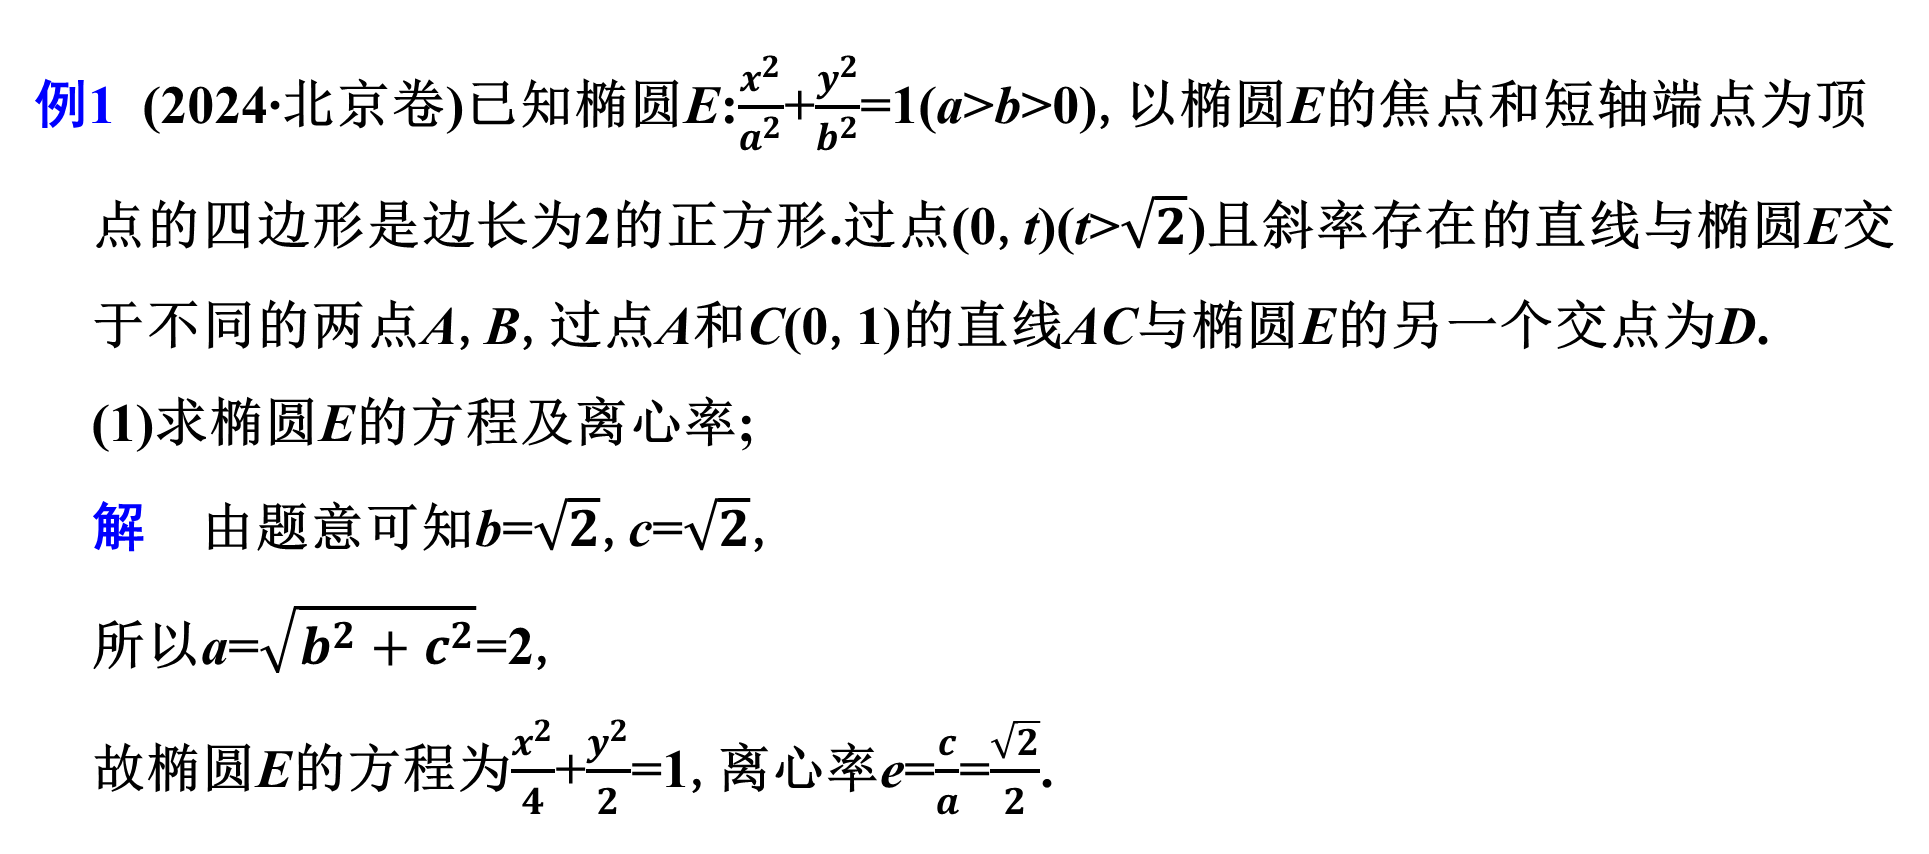 例1 (2024·北京卷)已知椭圆E:x²/a²+y²/b²=1(a>b>0), 以椭圆E的焦点和短轴端点为顶
点的四边形是边长为2的正方形.过点(0, t)(t>√2)且斜率存在的直线与椭圆E交
于不同的两点A, B, 过点A和C(0, 1)的直线AC与椭圆E的另一个交点为D.
(1)求椭圆E的方程及离心率;
解 由题意可知b=√2, c=√2,
所以a=√(b²+c²)=2,
故椭圆E的方程为x²/4+y²/2=1, 离心率e=c/a=√2/2.